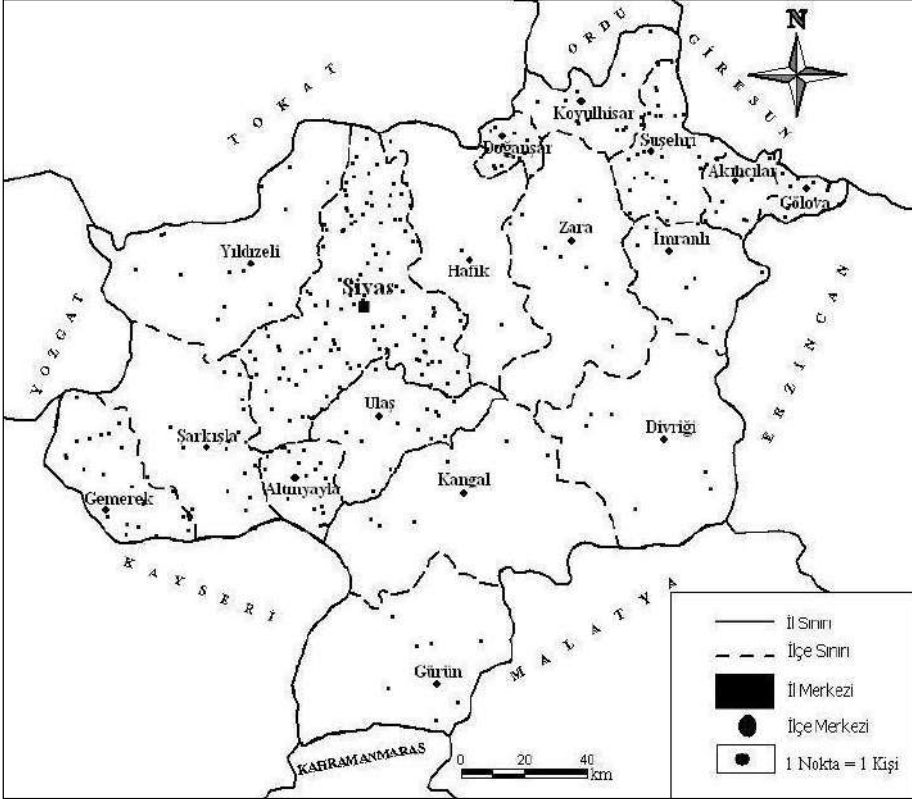 N
ORDU
GİRESUN
TOKAT
Koyulhisar
Doğanşar
Suşehri
Akıncılar
Gölova
Zara
İmranlı
Yıldızeli
Hafik
Sivas
YOZGAT
ERZİNCAN
Ulaş
Şarkışla
Divriği
Altınyayla
Kangal
Gemerek
KAYSERİ
MALATYA
Gürün
KAHRAMANMARAŞ
0 20 40
km
İl Sınırı
İlçe Sınırı
İl Merkezi
İlçe Merkezi
1 Nokta = 1 Kişi